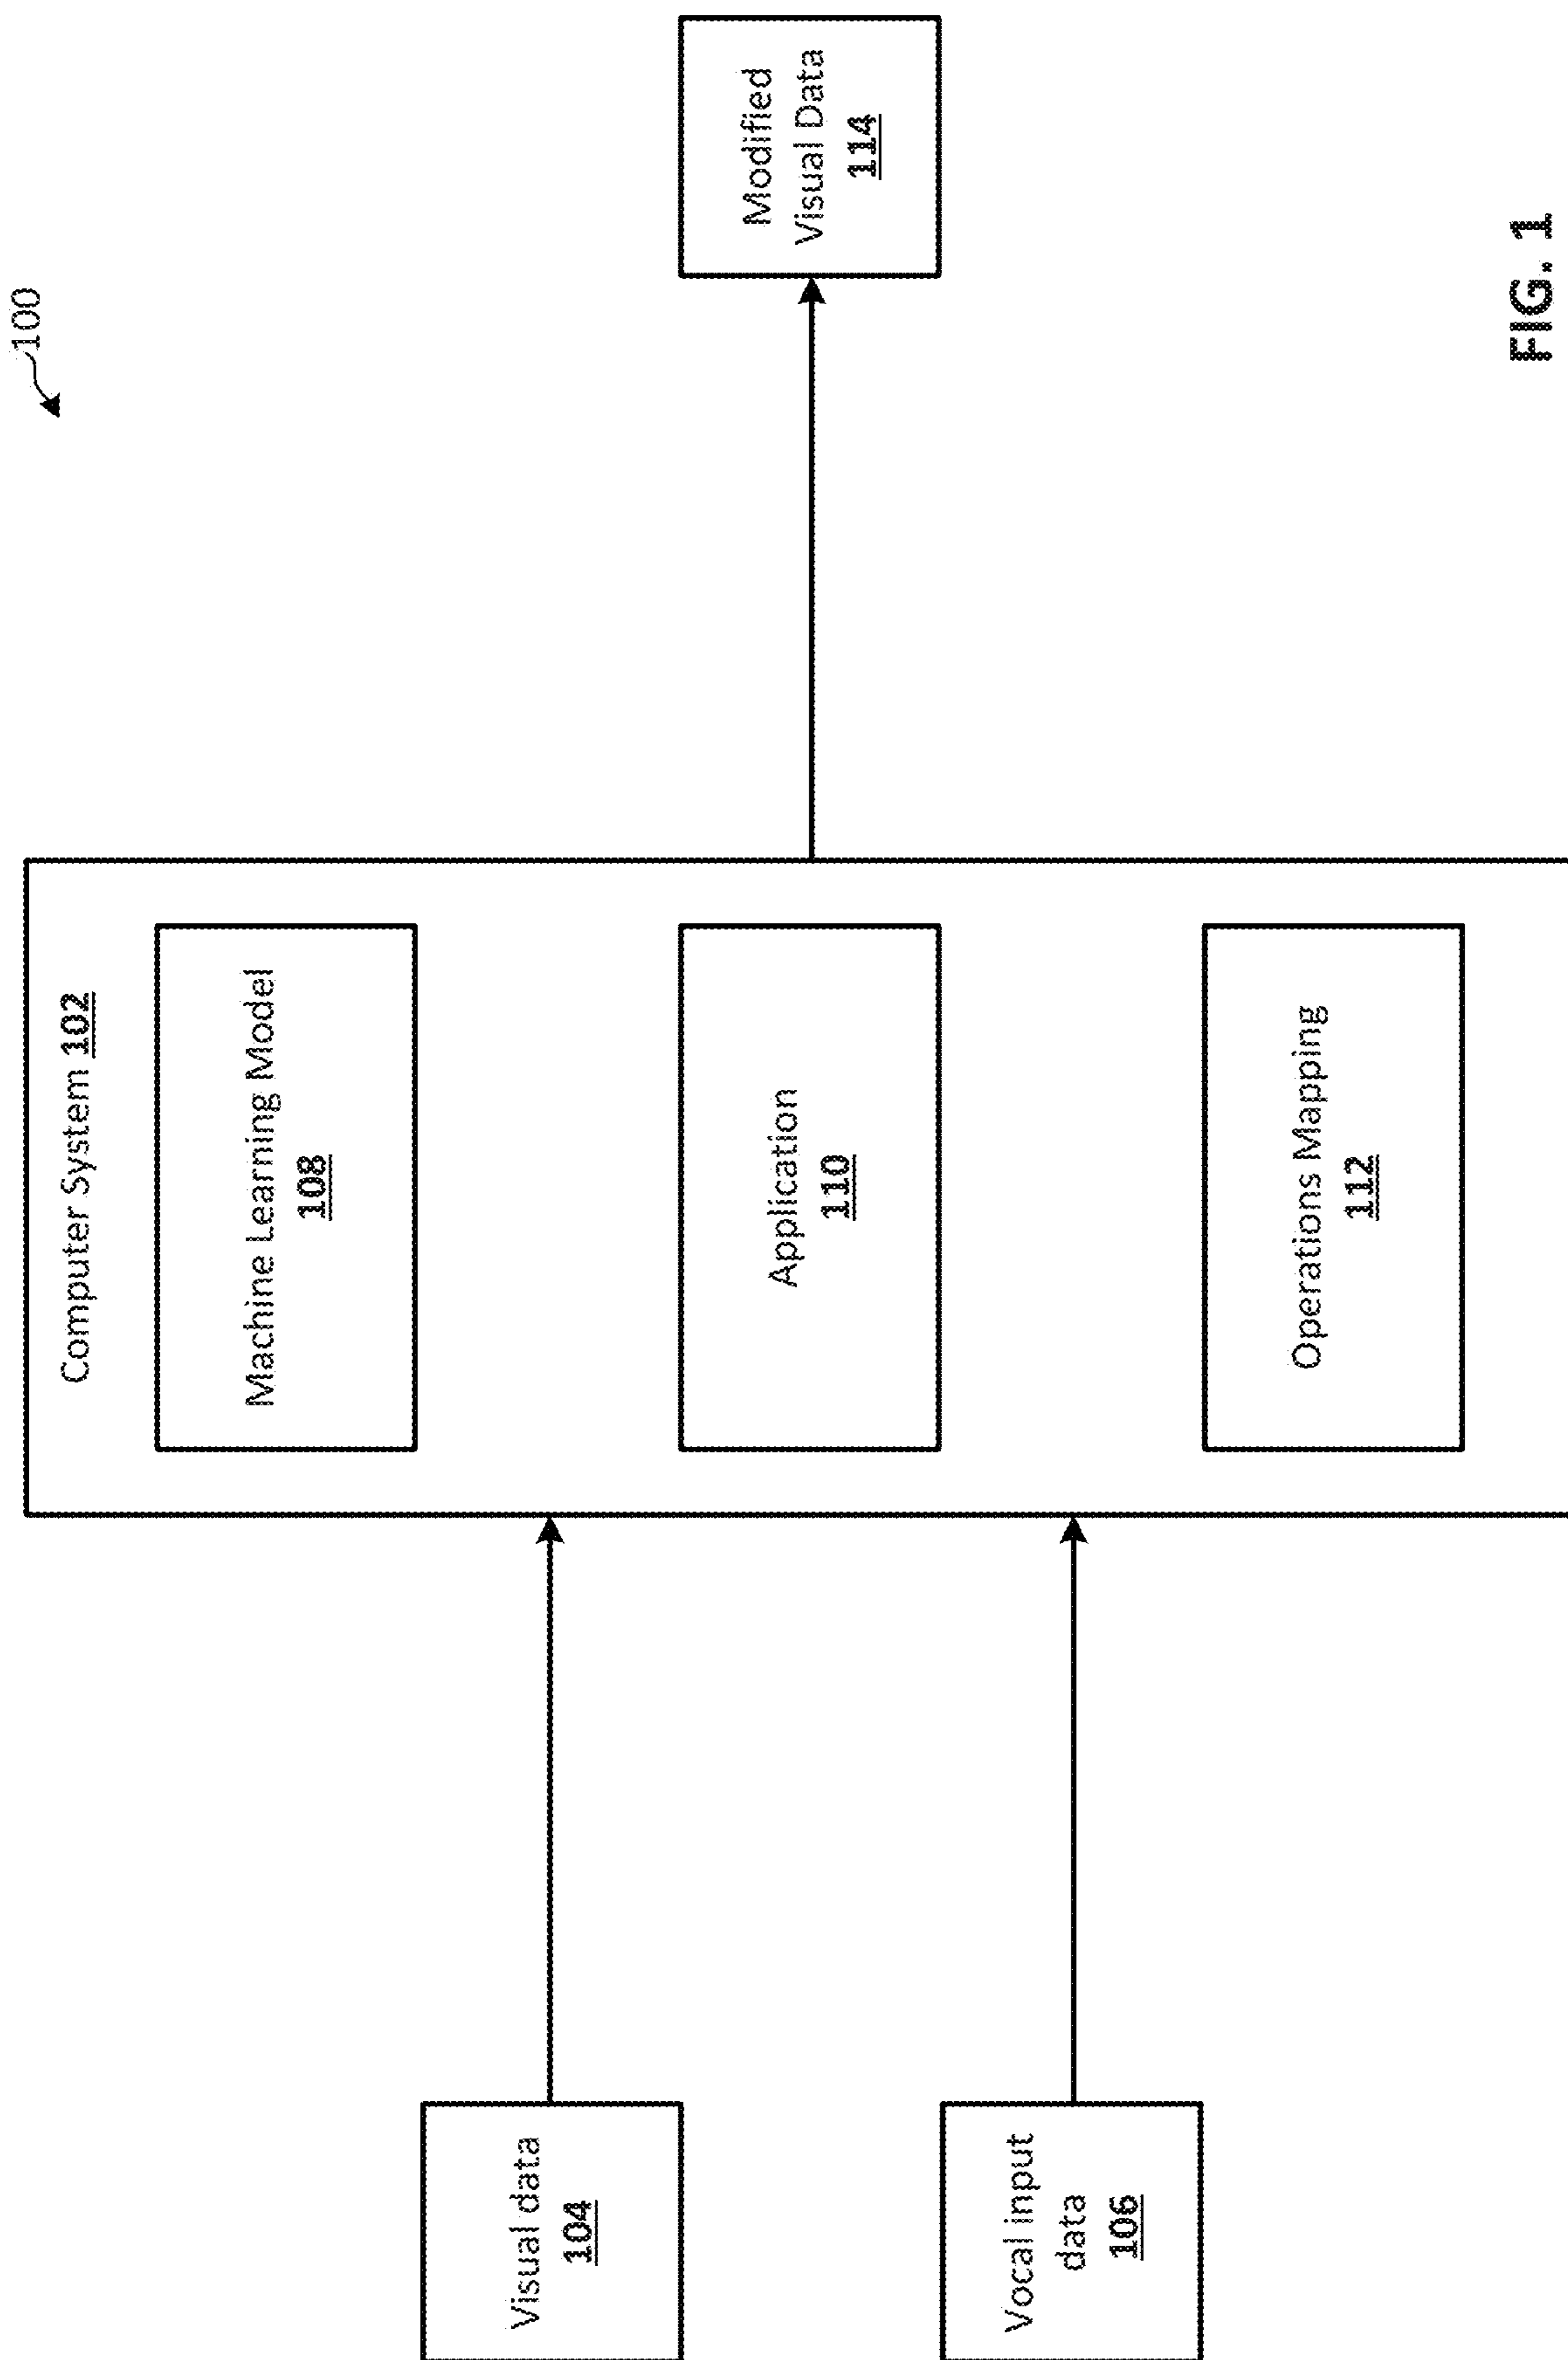 100
Visual data
104
Vocal input
data
106
Computer System 102
Machine Learning Model
108
Application
110
Operations Mapping
112
Modified
Visual Data
114
FIG. 1